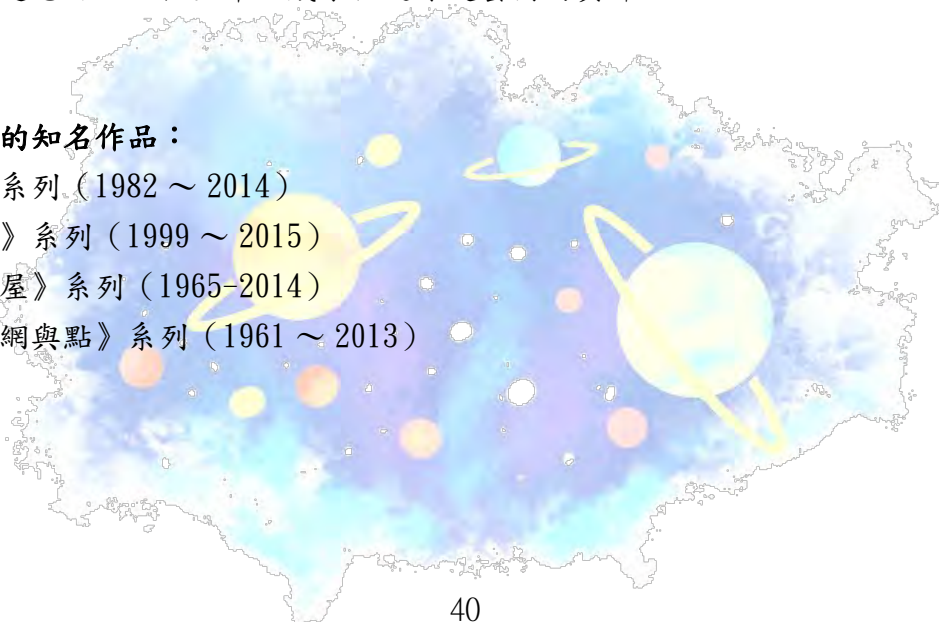 的知名作品：
系列（1982 ～ 2014）
》系列（1999 ～ 2015）
屋》系列（1965-2014）
網與點》系列（1961 ～ 2013）
40